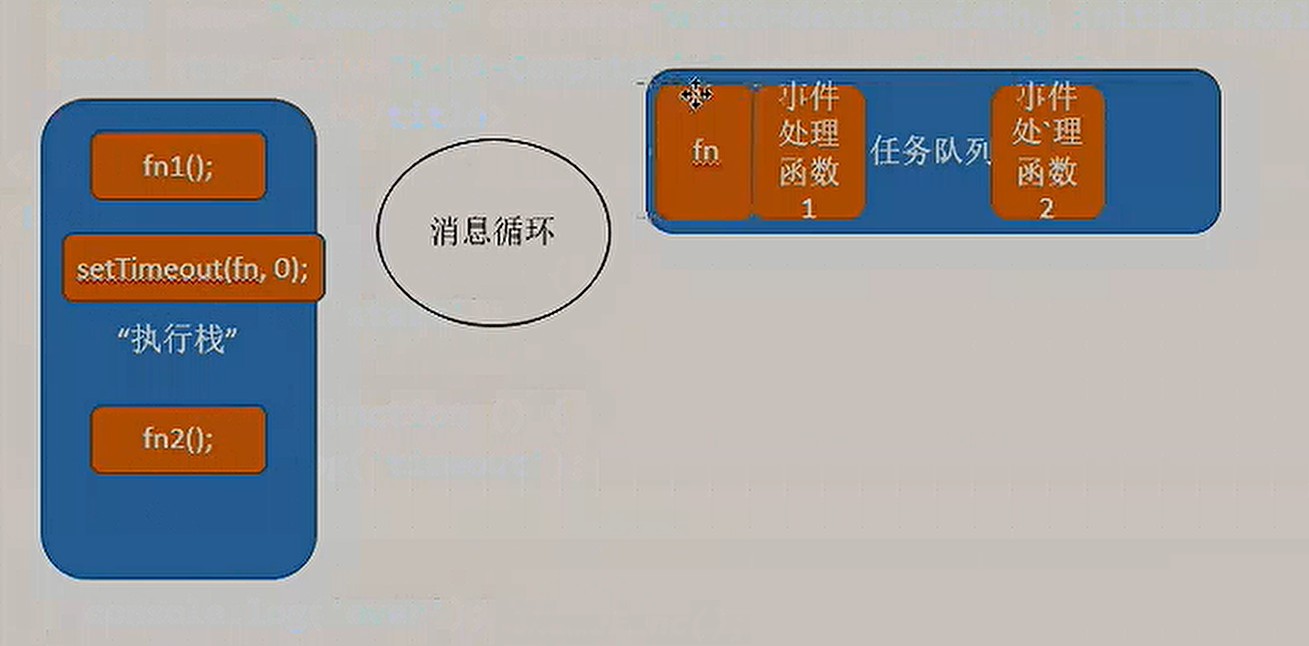 fn1();
setTimeout(fn, 0);
“执行栈”
fn2();
消息循环
fn
事件
处理
函数
1
任务队列
事件
处`理
函数
2